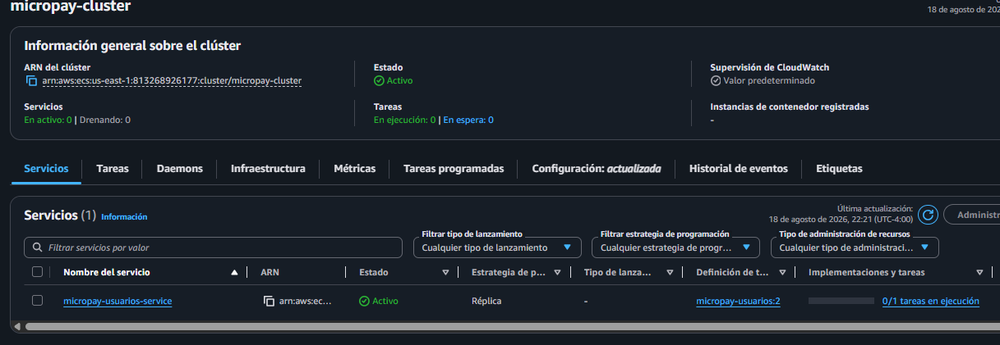 micropay-cluster
18 de agosto de 202
Información general sobre el clúster
ARN del clúster
arn:aws:ecs:us-east-1:813268926177:cluster/micropay-cluster
Estado
Activo
Supervisión de CloudWatch
Valor predeterminado
Servicios
En activo: 0 | Drenando: 0
Tareas
En ejecución: 0 | En espera: 0
Instancias de contenedor registradas
-
Servicios
Tareas
Daemons
Infraestructura
Métricas
Tareas programadas
Configuración: actualizada
Historial de eventos
Etiquetas
Servicios (1) Información
Última actualización:
18 de agosto de 2026, 22:21 (UTC-4:00)
Administr
Filtrar servicios por valor
Filtrar tipo de lanzamiento
Cualquier tipo de lanzamiento
Filtrar estrategia de programación
Cualquier estrategia de progr...
Tipo de administración de recursos
Cualquier tipo de administraci...
Nombre del servicio
ARN
Estado
Estrategia de p...
Tipo de lanza...
Definición de t...
Implementaciones y tareas
micropay-usuarios-service
arn:aws:ec...
Activo
Réplica
-
micropay-usuarios:2
0/1 tareas en ejecución